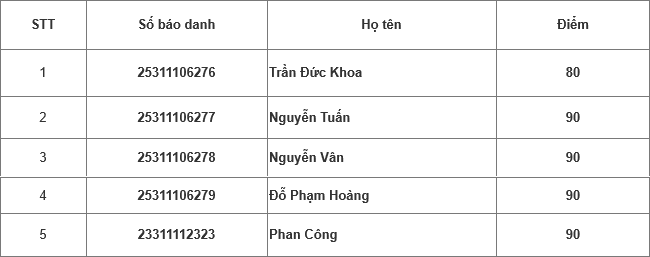 STT Số báo danh Họ tên Điểm
1 25311106276 Trần Đức Khoa 80
2 25311106277 Nguyễn Tuấn 90
3 25311106278 Nguyễn Vân 90
4 25311106279 Đỗ Phạm Hoảng 90
5 23311112323 Phan Công 90